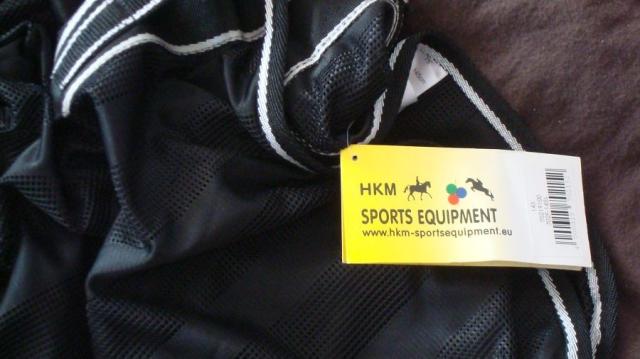 HKM
SPORTS EQUIPMENT
www.hkm-sportsequipment.eu